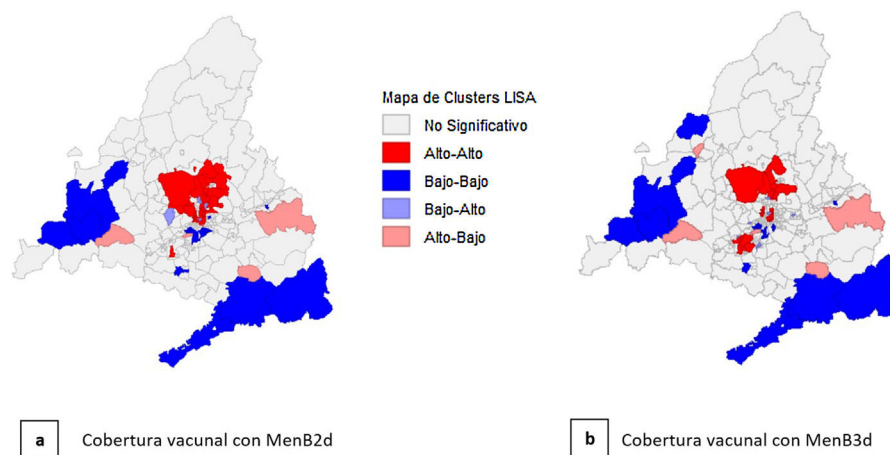 Mapa de Clusters LISA
No Significativo
Alto-Alto
Bajo-Bajo
Bajo-Alto
Alto-Bajo
a Cobertura vacunal con MenB2d
b Cobertura vacunal con MenB3d